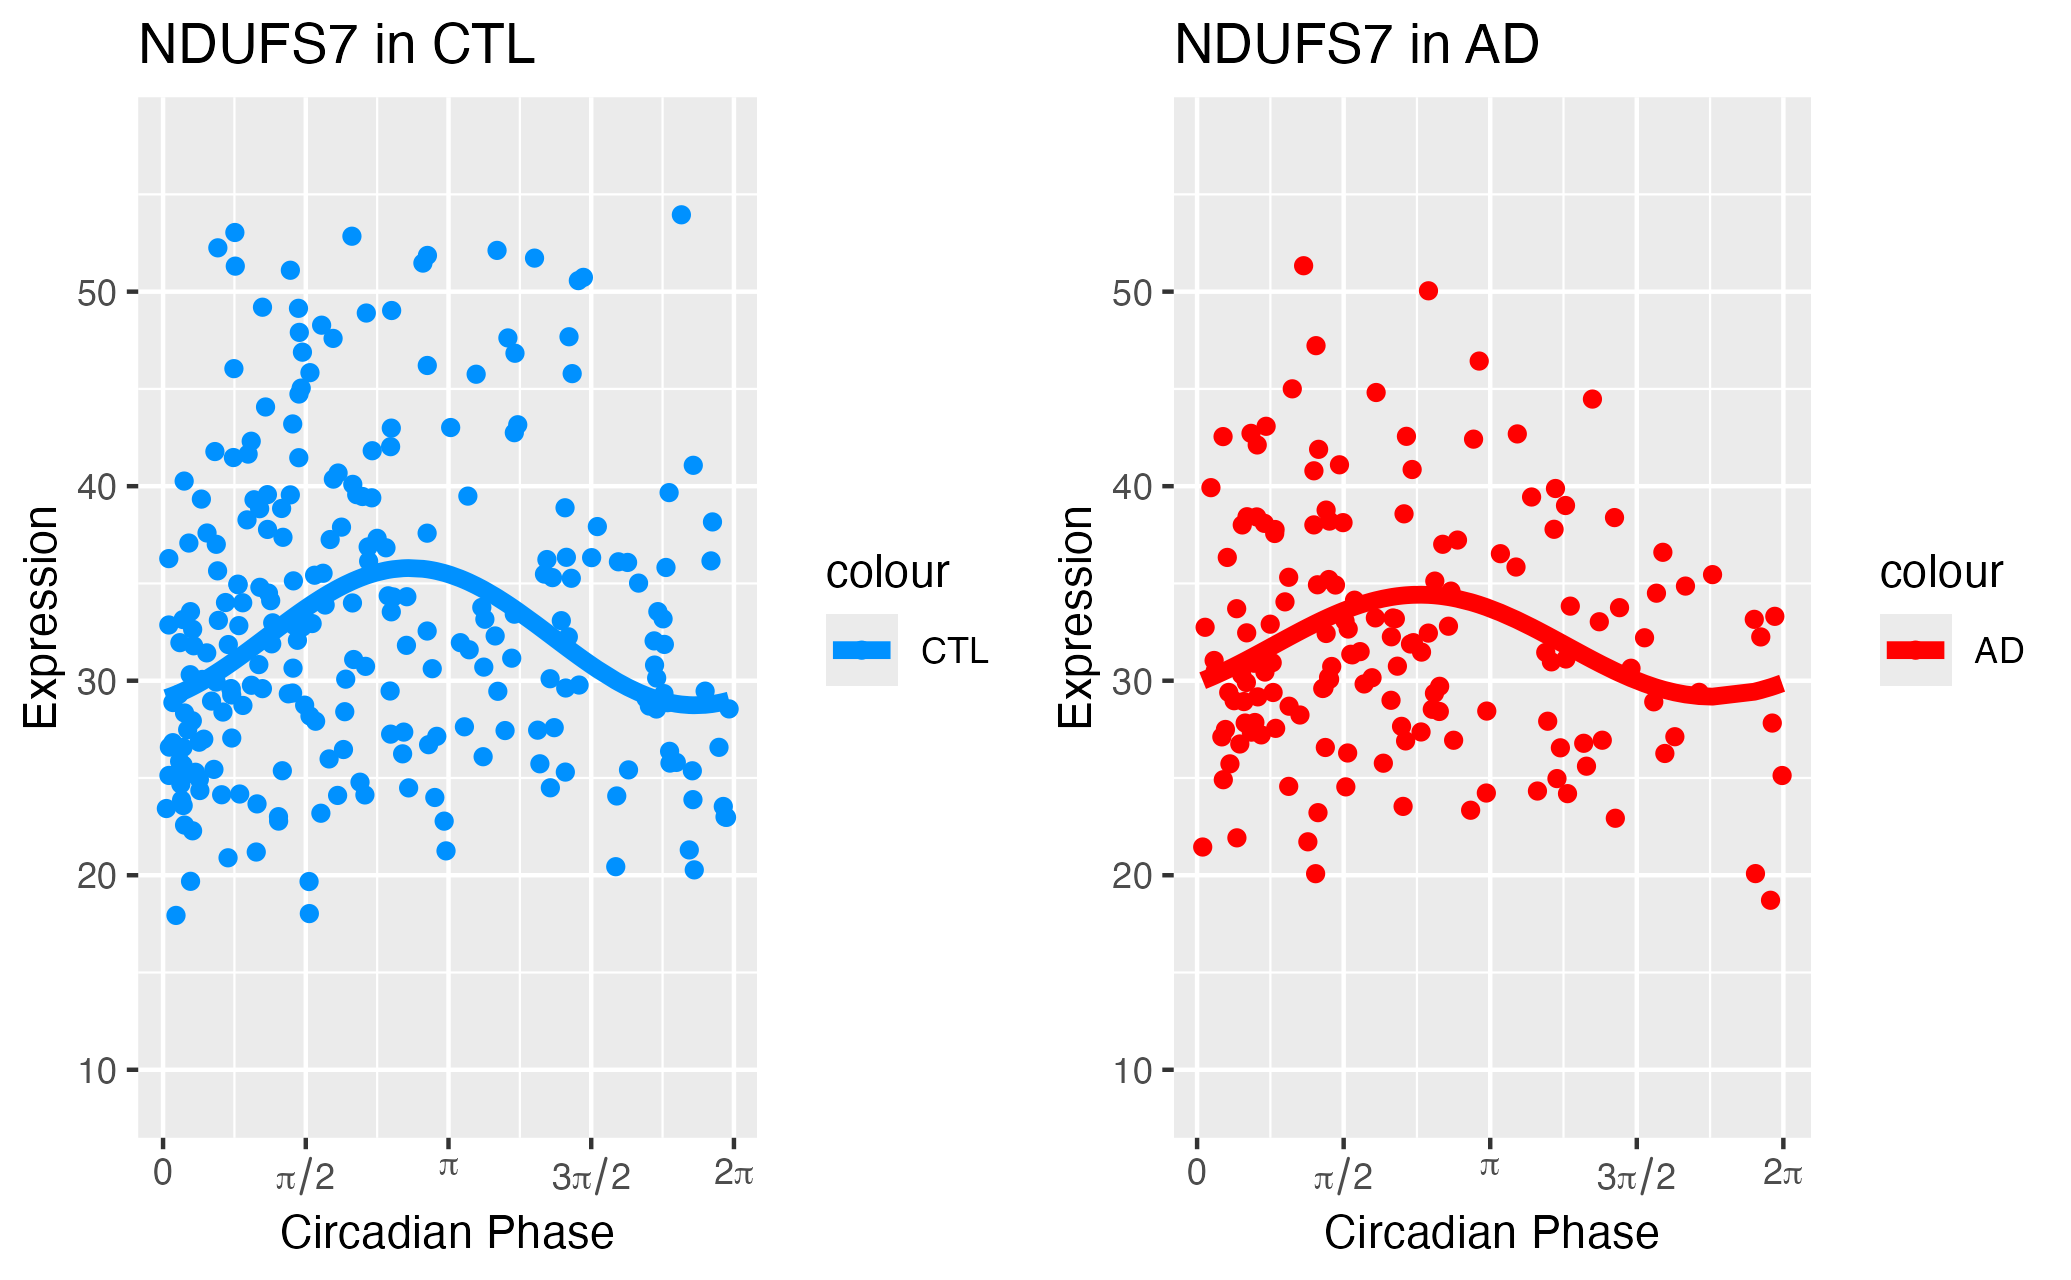 NDUFS7 in CTL
Expression
50
40
30
20
10
0
π/2
π
3π/2
2π
Circadian Phase
colour
CTL
NDUFS7 in AD
Expression
50
40
30
20
10
0
π/2
π
3π/2
2π
Circadian Phase
colour
AD